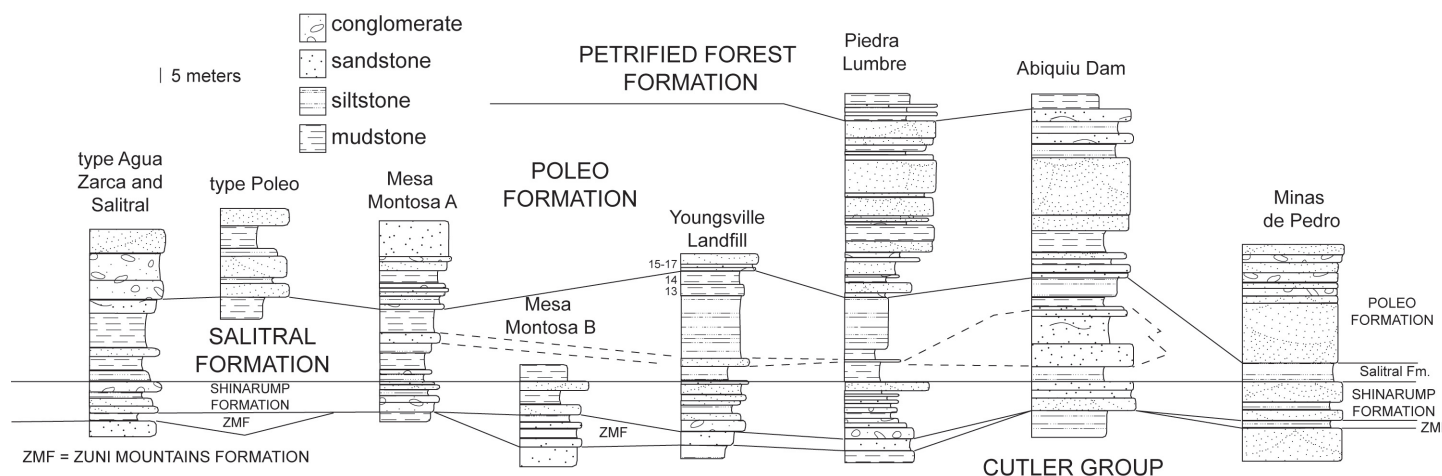 conglomerate
sandstone
siltstone
mudstone
5 meters
PETRIFIED FOREST
FORMATION
Piedra
Lumbre
Abiquiu Dam
type Agua
Zarca and
Salitral
type Poleo
Mesa
Montosa A
POLEO
FORMATION
Youngsville
Landfill
Minas
de Pedro
15-17
14
13
Mesa
Montosa B
SALITRAL
FORMATION
POLEO
FORMATION
Salitral Fm.
SHINARUMP
FORMATION
SHINARUMP
FORMATION
ZMF
ZMF
ZM
ZMF = ZUNI MOUNTAINS FORMATION
CUTLER GROUP